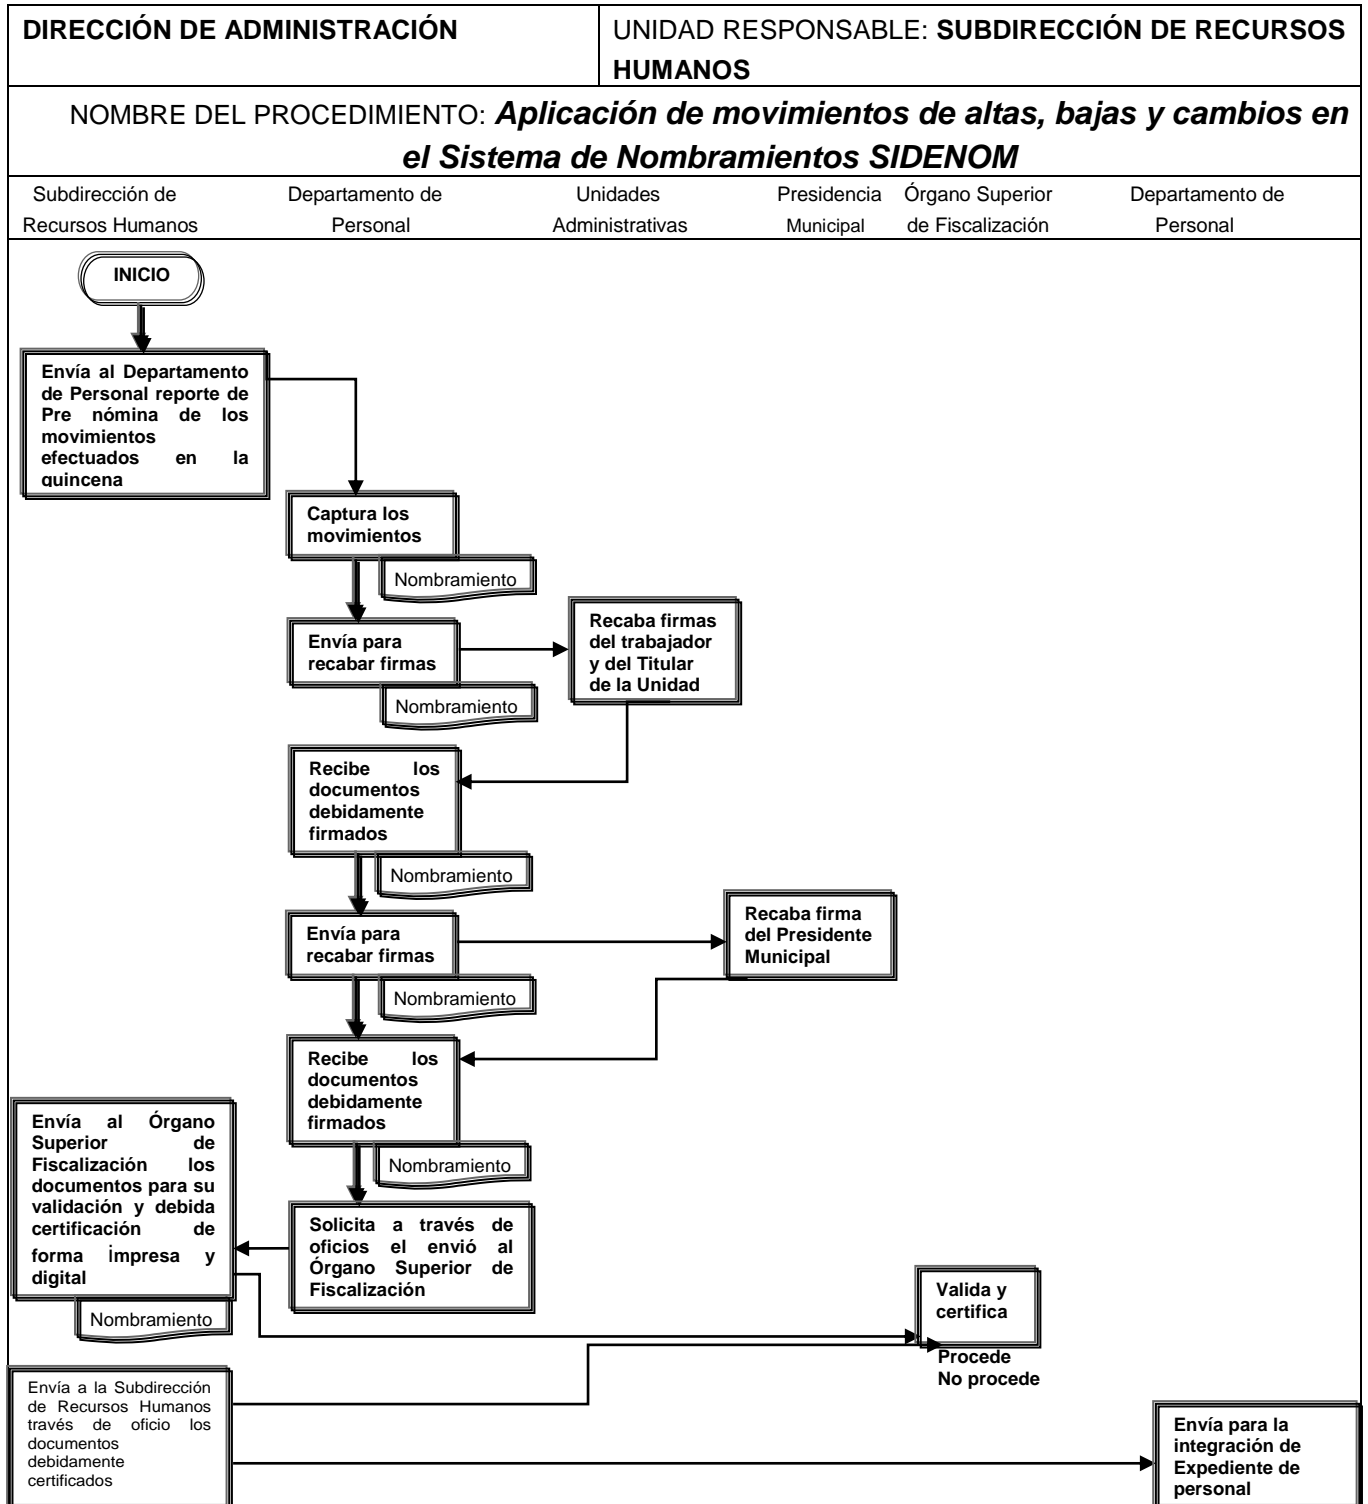 DIRECCIÓN DE ADMINISTRACIÓN
UNIDAD RESPONSABLE: SUBDIRECCIÓN DE RECURSOS
HUMANOS
NOMBRE DEL PROCEDIMIENTO: Aplicación de movimientos de altas, bajas y cambios en
el Sistema de Nombramientos SIDENOM
Subdirección de
Recursos Humanos
Departamento de
Personal
Unidades
Administrativas
Presidencia
Municipal
Órgano Superior
de Fiscalización
Departamento de
Personal
INICIO
Envía al Departamento
de Personal reporte de
Pre nómina de los
movimientos
efectuados en la
quincena
Captura los
movimientos
Nombramiento
Envía para
recabar firmas
Nombramiento
Recaba firmas
del trabajador
y del Titular
de la Unidad
Recibe los
documentos
debidamente
firmados
Nombramiento
Envía para
recabar firmas
Nombramiento
Recaba firma
del Presidente
Municipal
Recibe los
documentos
debidamente
firmados
Nombramiento
Solicita a través de
oficios el envió al
Órgano Superior de
Fiscalización
Envía al Órgano
Superior de
Fiscalización los
documentos para su
validación y debida
certificación de
forma impresa y
digital
Nombramiento
Valida y
certifica
Procede
No procede
Envía a la Subdirección
de Recursos Humanos
través de oficio los
documentos
debidamente
certificados
Envía para la
integración de
Expediente de
personal